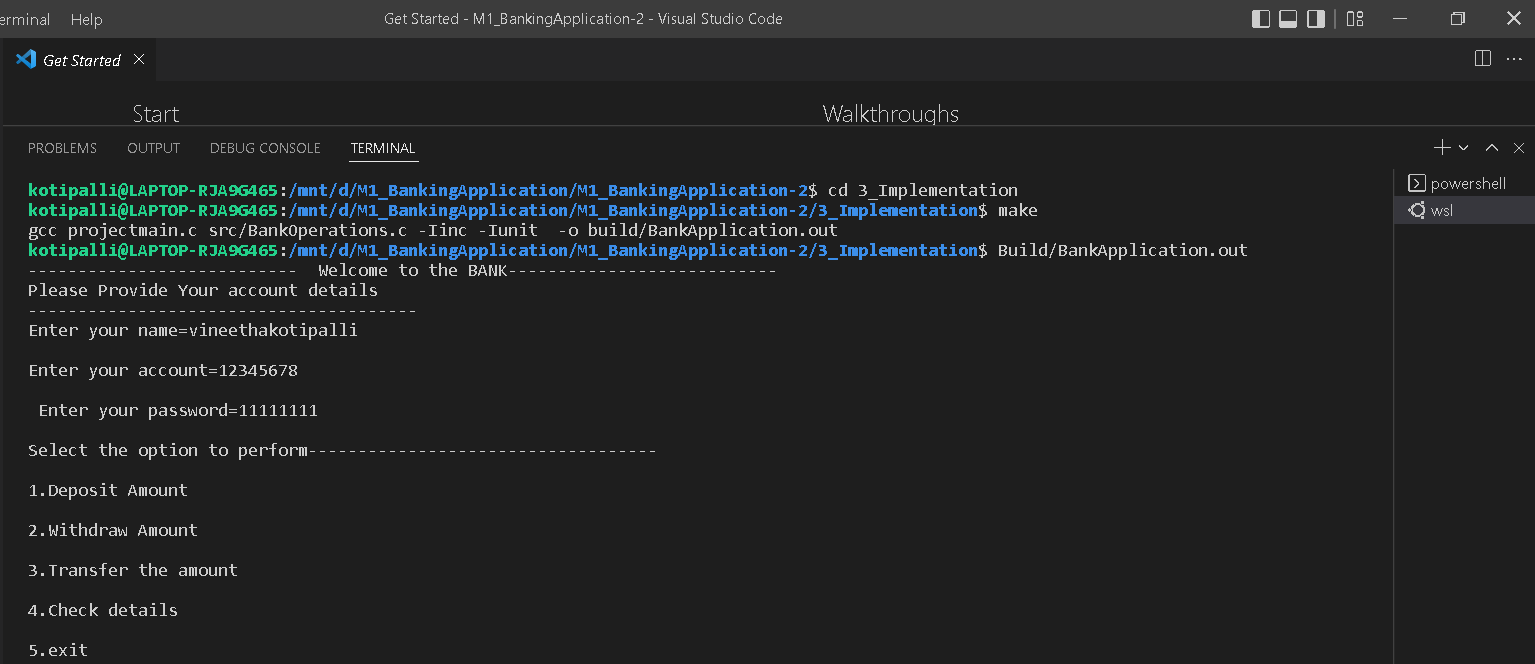 erminal Help Get Started - M1_BankingApplication-2 - Visual Studio Code
Get Started
Start Walkthroughs
PROBLEMS OUTPUT DEBUG CONSOLE TERMINAL
kotipalli@LAPTOP-RJA9G465:/mnt/d/M1_BankingApplication/M1_BankingApplication-2$ cd 3_Implementation
powershell
kotipalli@LAPTOP-RJA9G465:/mnt/d/M1_BankingApplication/M1_BankingApplication-2/3_Implementation$ make
wsl
gcc projectmain.c src/BankOperations.c -Iinc -Iunit  -o build/BankApplication.out
kotipalli@LAPTOP-RJA9G465:/mnt/d/M1_BankingApplication/M1_BankingApplication-2/3_Implementation$ Build/BankApplication.out
---------------------------  Welcome to the BANK---------------------------
Please Provide Your account details
---------------------------------------
Enter your name=vineethakotipalli
Enter your account=12345678
Enter your password=11111111
Select the option to perform-----------------------------------
1.Deposit Amount
2.Withdraw Amount
3.Transfer the amount
4.Check details
5.exit